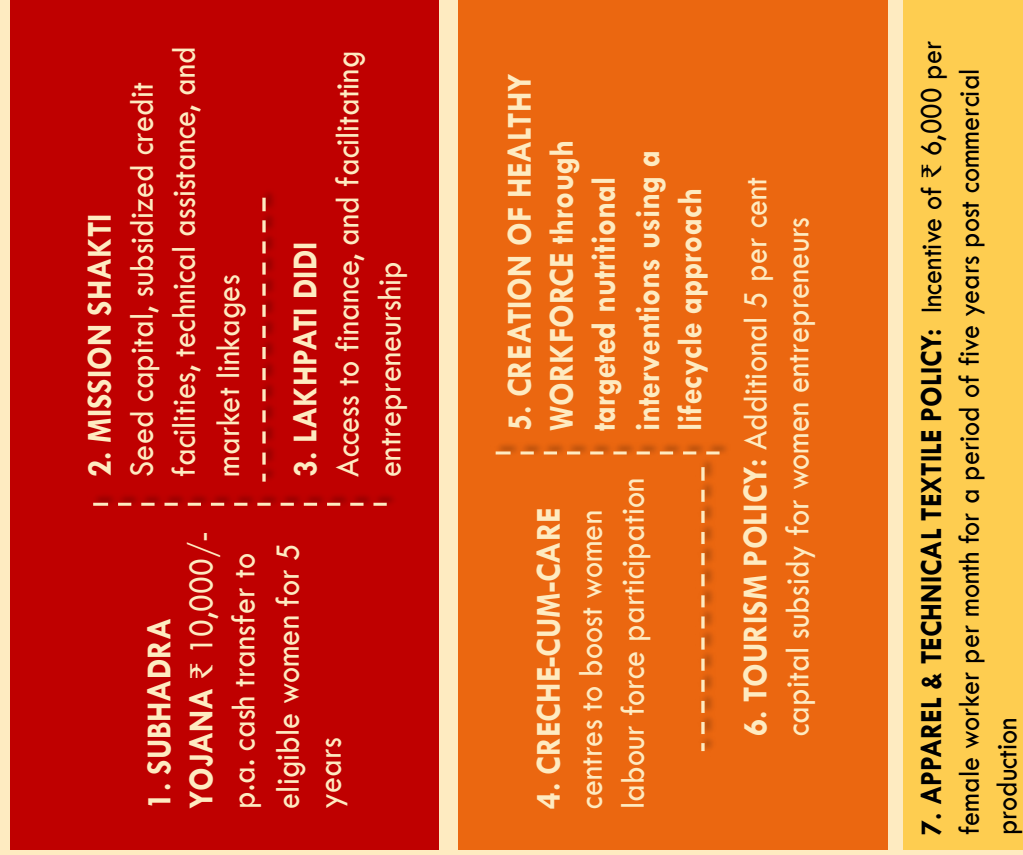 1. SUBHADRA
YOJANA ₹ 10,000/-
p.a. cash transfer to
eligible women for 5
years
2. MISSION SHAKTI
Seed capital, subsidized credit
facilities, technical assistance, and
market linkages
3. LAKHPATI DIDI
Access to finance, and facilitating
entrepreneurship
4. CRECHE-CUM-CARE
centres to boost women
labour force participation
5. CREATION OF HEALTHY
WORKFORCE through
targeted nutritional
interventions using a
lifecycle approach
6. TOURISM POLICY: Additional 5 per cent
capital subsidy for women entrepreneurs
7. APPAREL & TECHNICAL TEXTILE POLICY: Incentive of ₹ 6,000 per
female worker per month for a period of five years post commercial
production